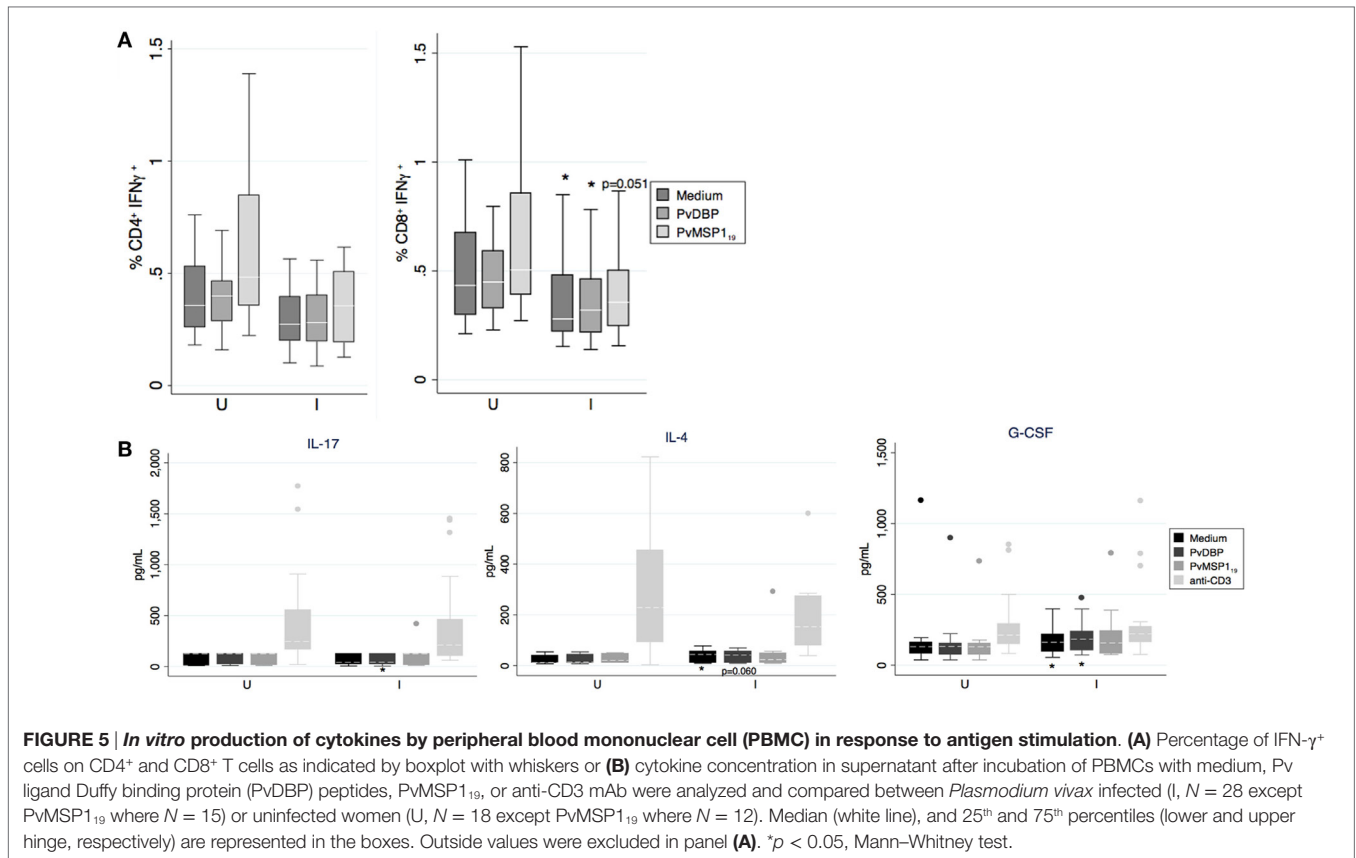 A
1.5
1
.5
0
% CD4⁺ IFNγ⁺
U
I
1.5
1
.5
0
% CD8⁺ IFNγ⁺
*
*
p=0.051
U
I
Medium
PvDBP
PvMSP1₁₉
B
IL-17
2,000
1,500
1,000
500
0
pg/mL
*
U
I
IL-4
800
600
400
200
0
pg/mL
*
p=0.060
U
I
G-CSF
1,500
1,000
500
0
pg/mL
*
*
U
I
Medium
PvDBP
PvMSP1₁₉
anti-CD3
FIGURE 5 | In vitro production of cytokines by peripheral blood mononuclear cell (PBMC) in response to antigen stimulation. (A) Percentage of IFN-γ⁺
cells on CD4⁺ and CD8⁺ T cells as indicated by boxplot with whiskers or (B) cytokine concentration in supernatant after incubation of PBMCs with medium, Pv
ligand Duffy binding protein (PvDBP) peptides, PvMSP1₁₉, or anti-CD3 mAb were analyzed and compared between Plasmodium vivax infected (I, N = 28 except
PvMSP1₁₉ where N = 15) or uninfected women (U, N = 18 except PvMSP1₁₉ where N = 12). Median (white line), and 25th and 75th percentiles (lower and upper
hinge, respectively) are represented in the boxes. Outside values were excluded in panel (A). *p < 0.05, Mann–Whitney test.